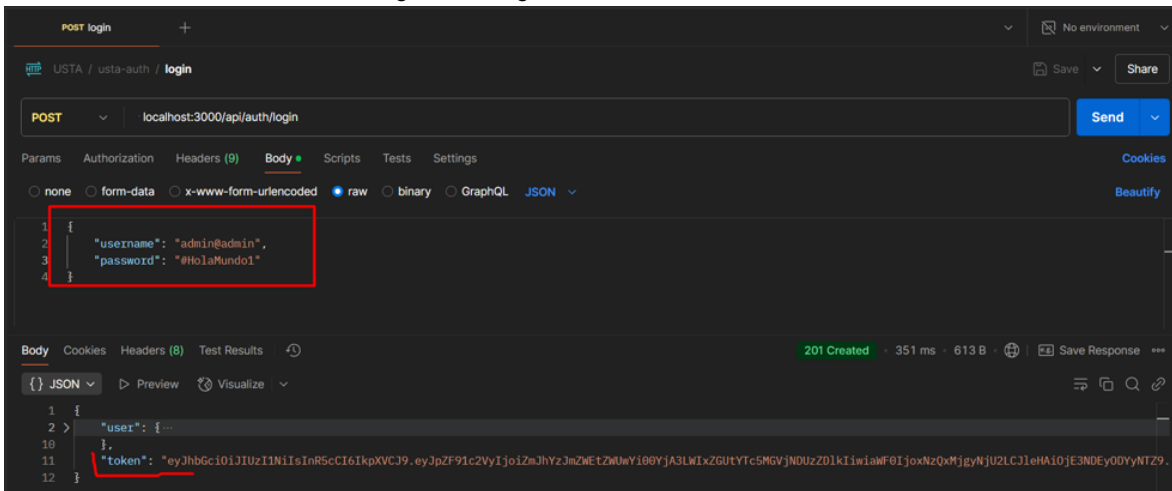 POST login +
No environment
HTTP USTA / usta-auth / login
Save Share
POST localhost:3000/api/auth/login Send
Params Authorization Headers (9) Body Scripts Tests Settings Cookies
none form-data x-www-form-urlencoded raw binary GraphQL JSON Beautify
1 {
2 "username": "admin@admin",
3 "password": "#HolaMundo1"
4 }
Body Cookies Headers (8) Test Results 201 Created 351 ms 613 B Save Response
{} JSON Preview Visualize
1 {
2 "user": {
10 },
11 "token":
12 }